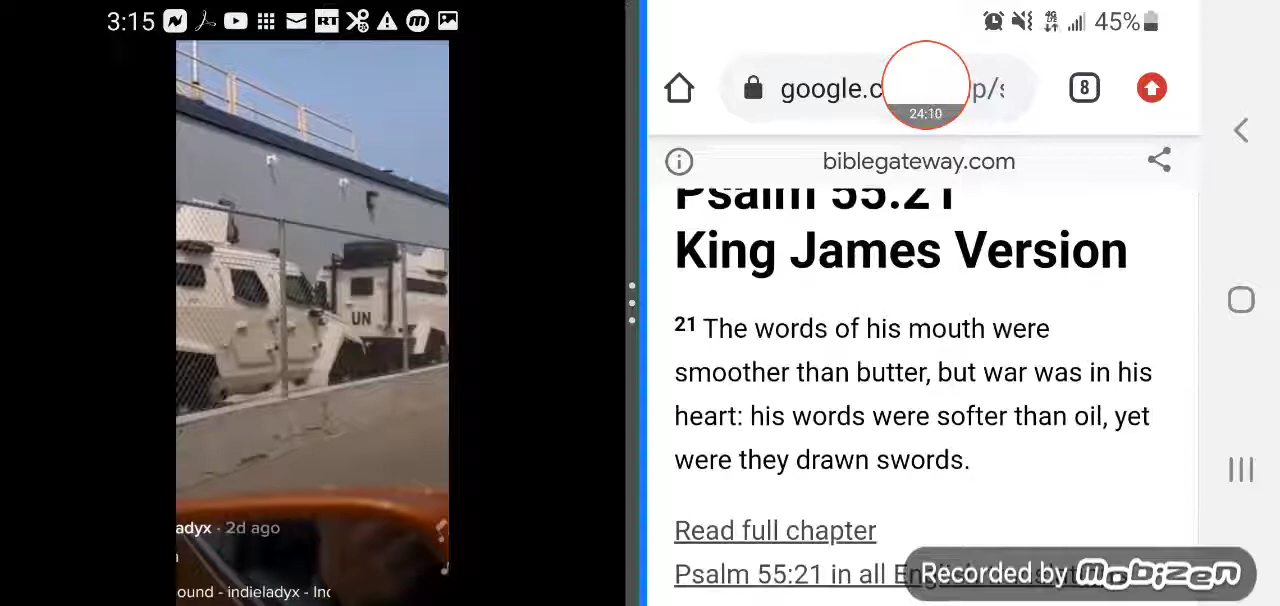 3:15
RT
m
4G
45%
google.c
p/s
8
24:10
biblegateway.com
Psalm 55:21
King James Version
UN
21 The words of his mouth were
smoother than butter, but war was in his
heart: his words were softer than oil, yet
were they drawn swords.
adyx · 2d ago
ound - indieladyx - Inc
Read full chapter
Psalm 55:21 in all
Recorded by Mobizen